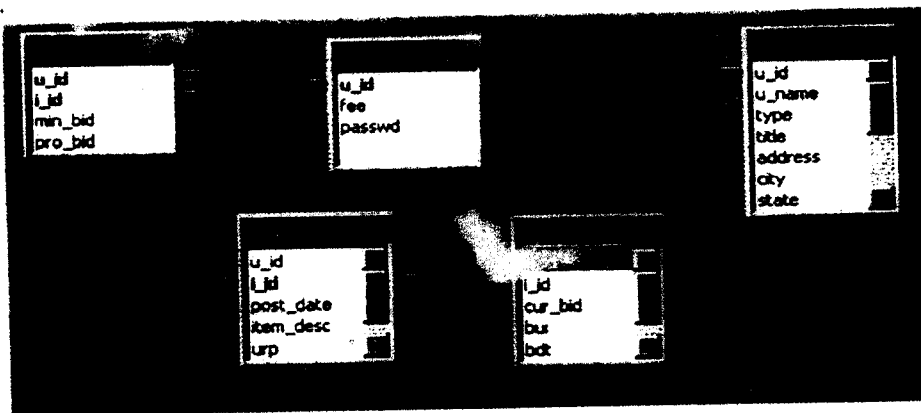 u_id
i_id
min_bid
pro_bid
u_id
fee
passwd
u_id
u_name
type
title
address
city
state
u_id
i_id
post_date
item_desc
urp
i_id
cur_bid
bdt